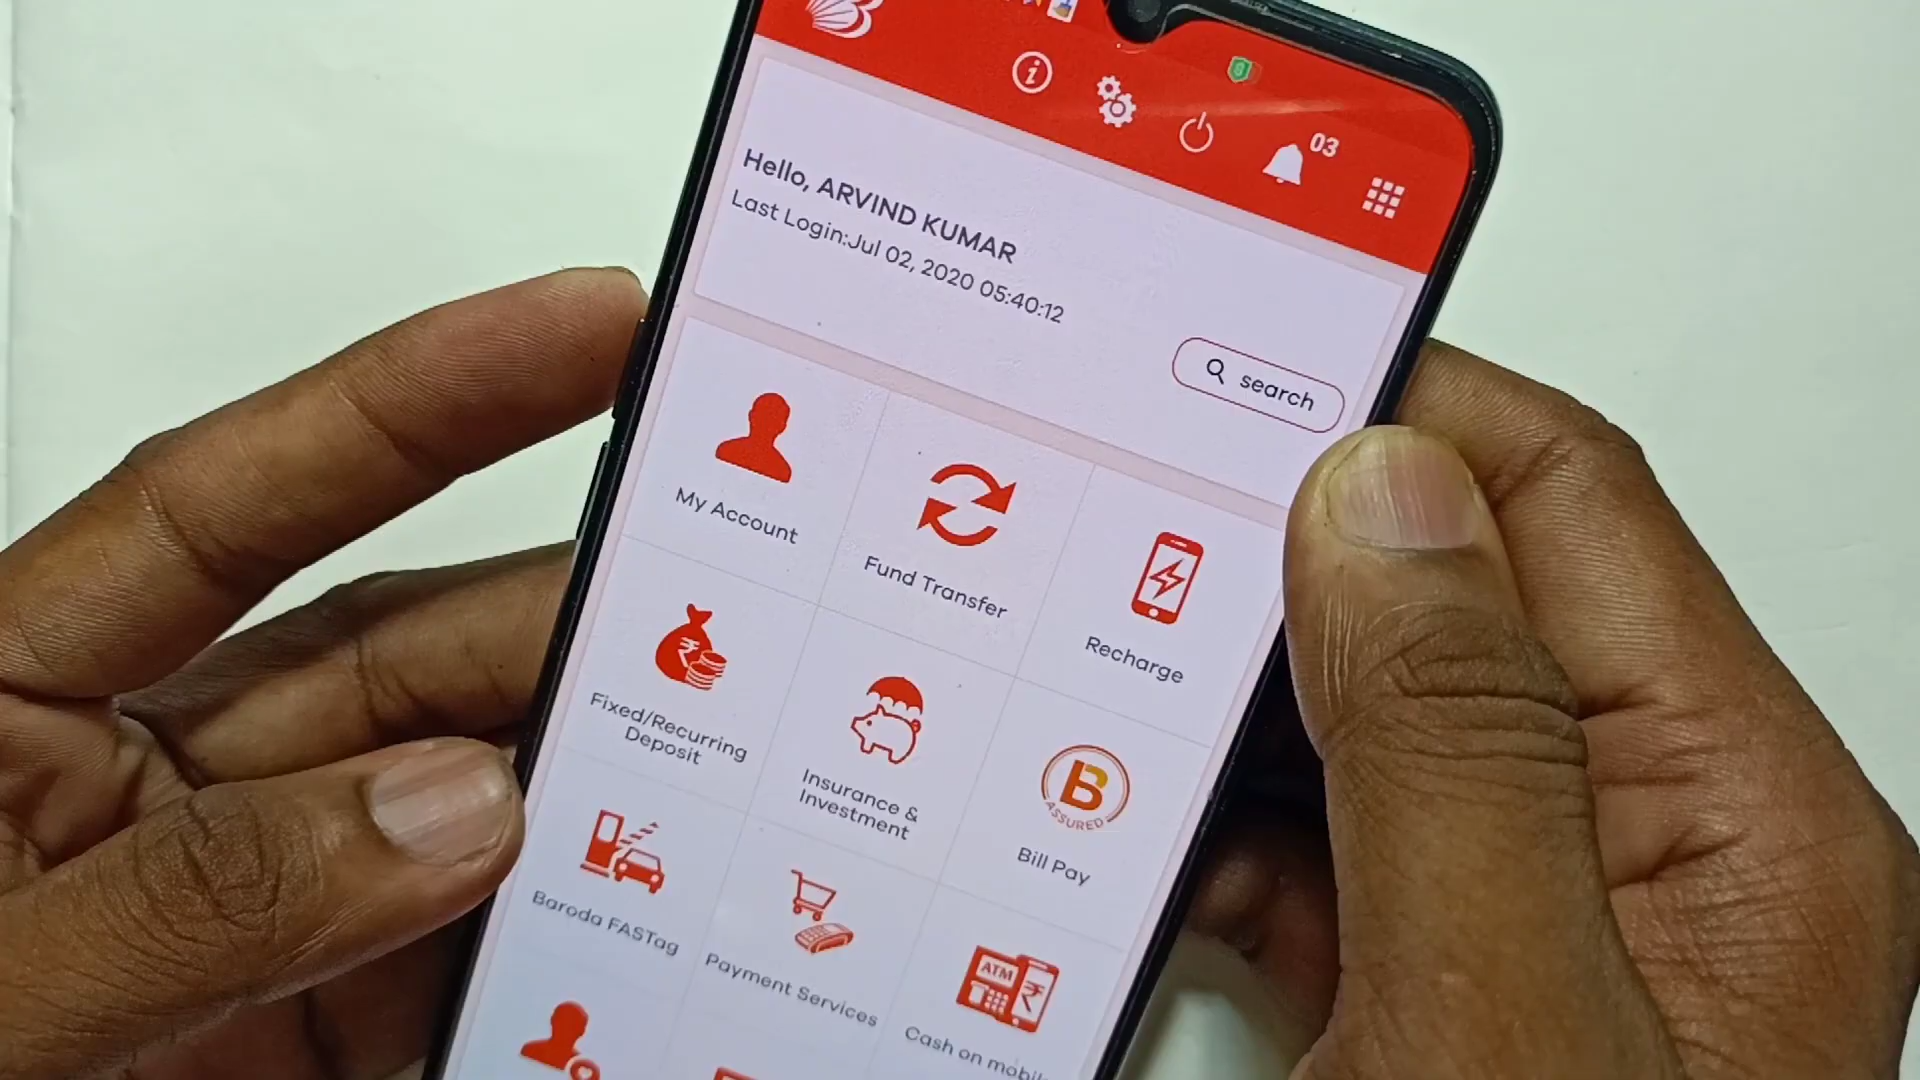 03
Hello, ARVIND KUMAR
Last Login:Jul 02, 2020 05:40:12
search
My Account
Fund Transfer
Recharge
Fixed/Recurring
Deposit
Insurance &
Investment
B
ASSURED
Bill Pay
Baroda FASTag
Payment Services
ATM
Cash on mobil